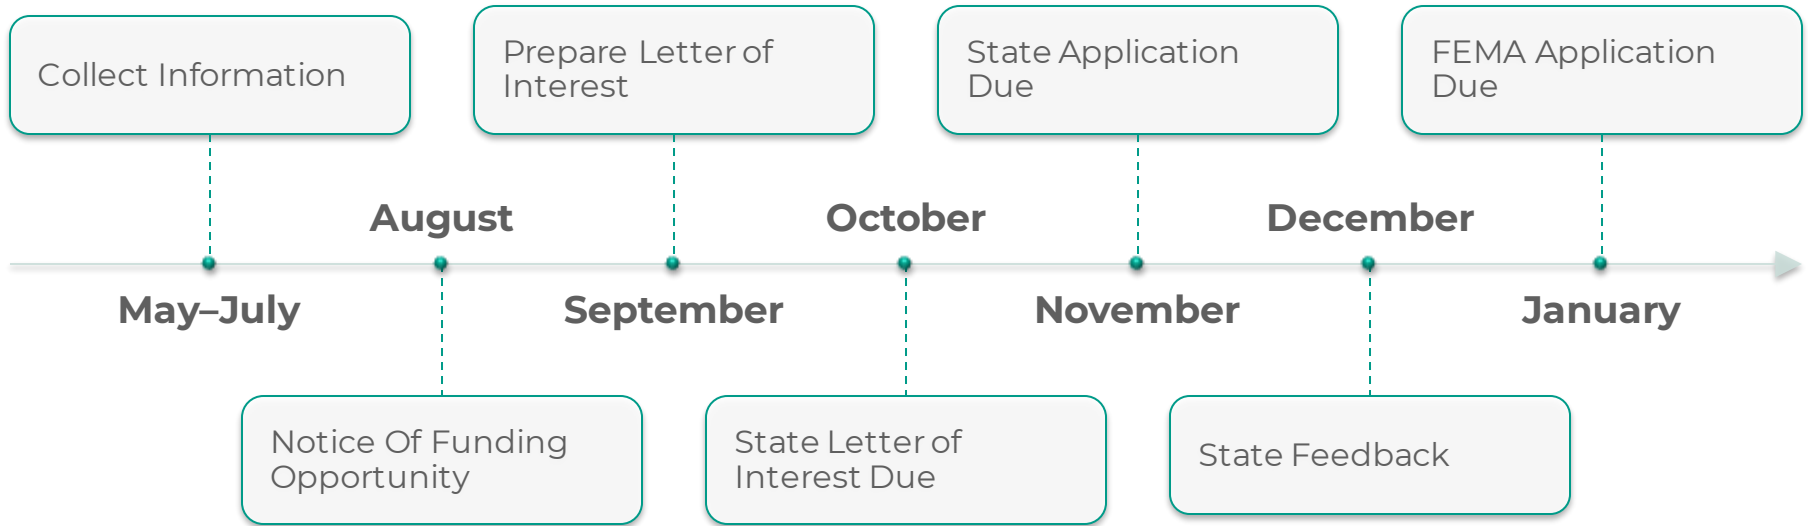 Collect Information
Prepare Letter of
Interest
State Application
Due
FEMA Application
Due
August
October
December
May–July
September
November
January
Notice Of Funding
Opportunity
State Letter of
Interest Due
State Feedback